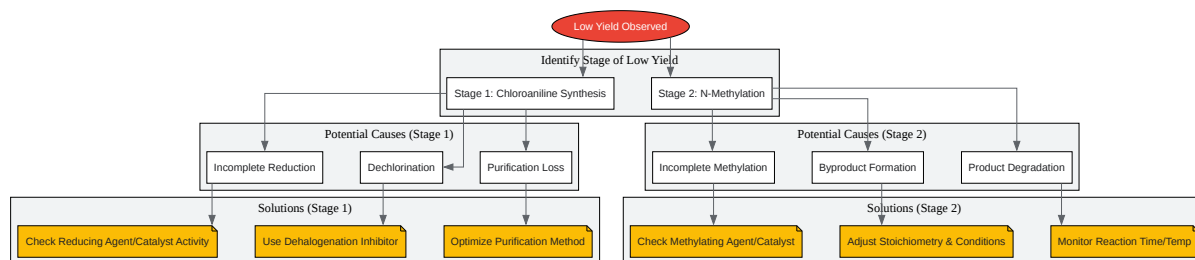 Low Yield Observed
Identify Stage of Low Yield
Stage 1: Chloroaniline Synthesis
Stage 2: N-Methylation
Potential Causes (Stage 1)
Potential Causes (Stage 2)
Incomplete Reduction
Dechlorination
Purification Loss
Incomplete Methylation
Byproduct Formation
Product Degradation
Solutions (Stage 1)
Solutions (Stage 2)
Check Reducing Agent/Catalyst Activity
Use Dehalogenation Inhibitor
Optimize Purification Method
Check Methylating Agent/Catalyst
Adjust Stoichiometry & Conditions
Monitor Reaction Time/Temp